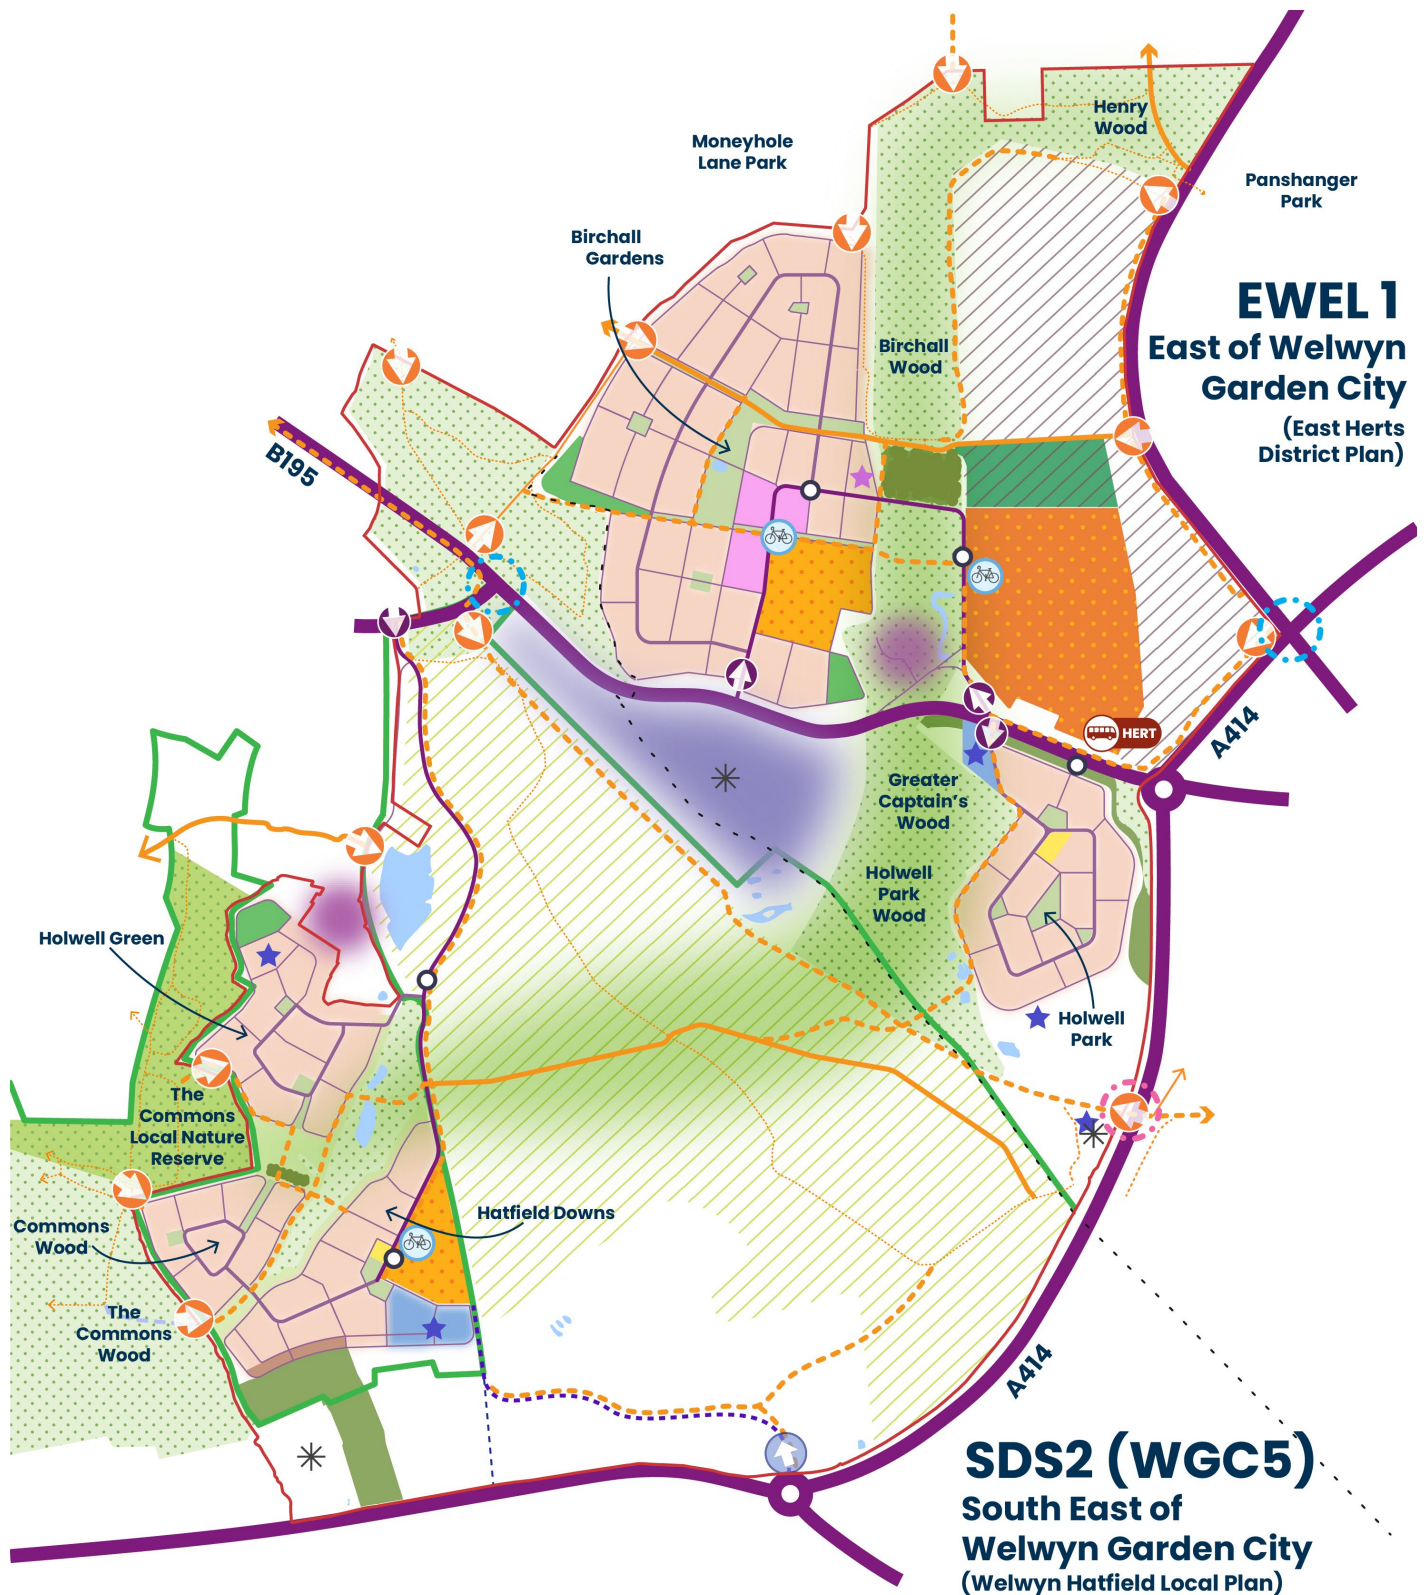 Henry
Wood
Moneyhole
Lane Park
Panshanger
Park
Birchall
Gardens
EWEL 1
East of Welwyn
Garden City
(East Herts
District Plan)
Birchall
Wood
B195
HERT
A414
Greater
Captain's
Wood
Holwell
Park
Wood
Holwell Green
Holwell
Park
The
Commons
Local Nature
Reserve
Hatfield Downs
Commons
Wood
The
Commons
Wood
A414
SDS2 (WGC5)
South East of
Welwyn Garden City
(Welwyn Hatfield Local Plan)